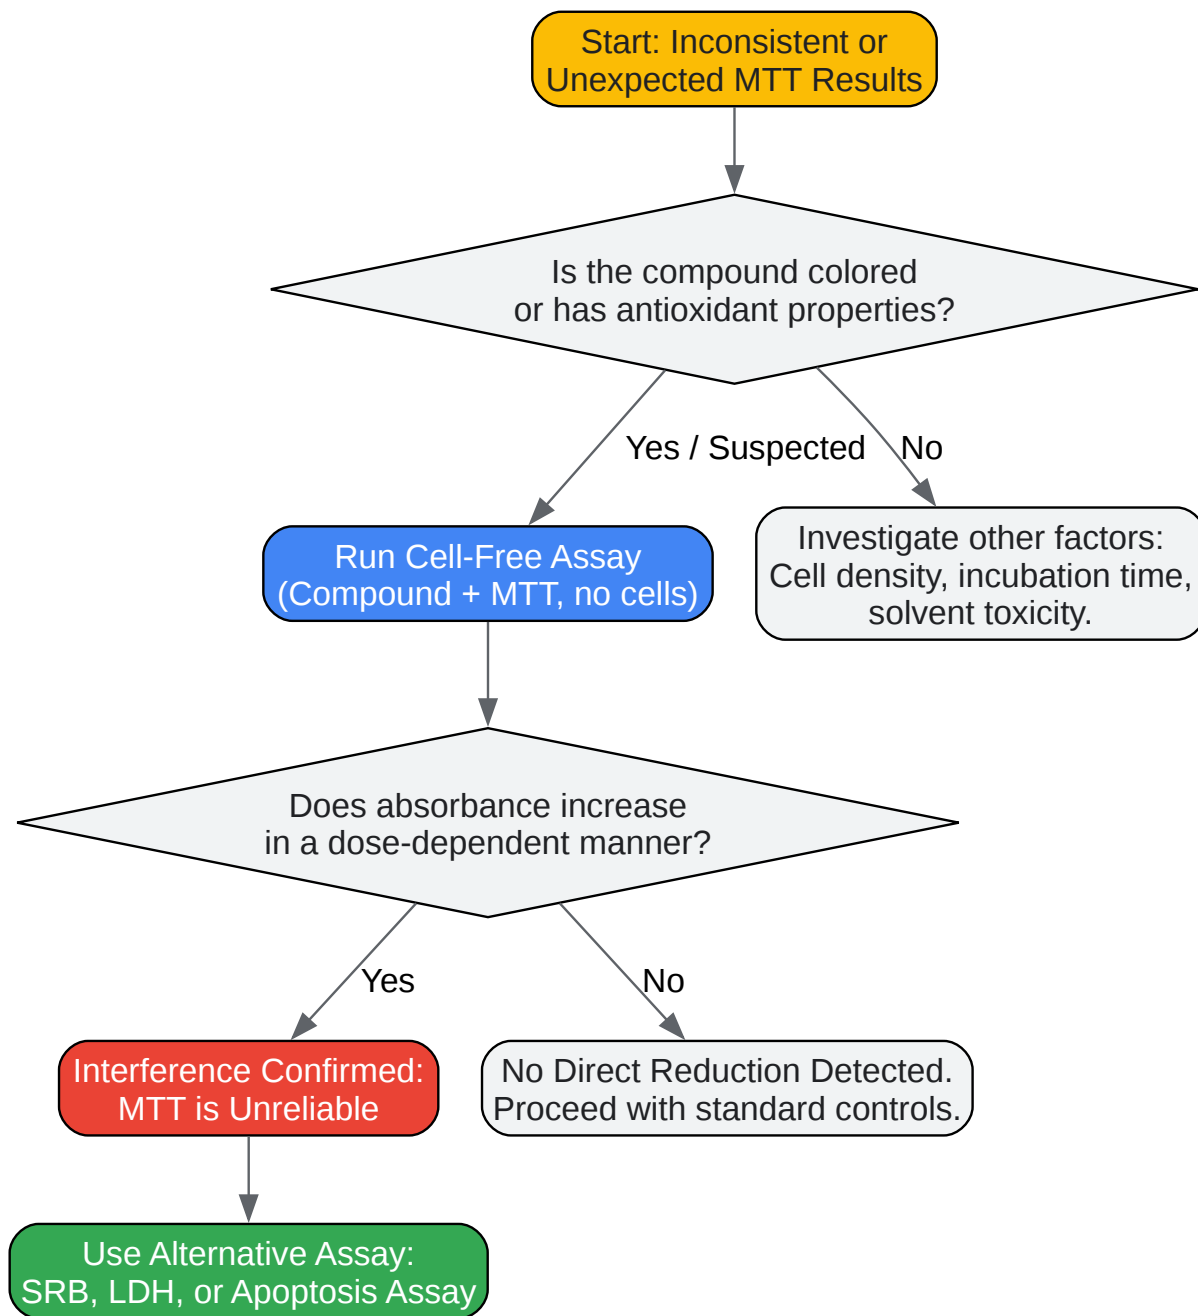 Start: Inconsistent or
Unexpected MTT Results
Is the compound colored
or has antioxidant properties?
Yes / Suspected
No
Run Cell-Free Assay
(Compound + MTT, no cells)
Investigate other factors:
Cell density, incubation time,
solvent toxicity.
Does absorbance increase
in a dose-dependent manner?
Yes
No
Interference Confirmed:
MTT is Unreliable
No Direct Reduction Detected.
Proceed with standard controls.
Use Alternative Assay:
SRB, LDH, or Apoptosis Assay